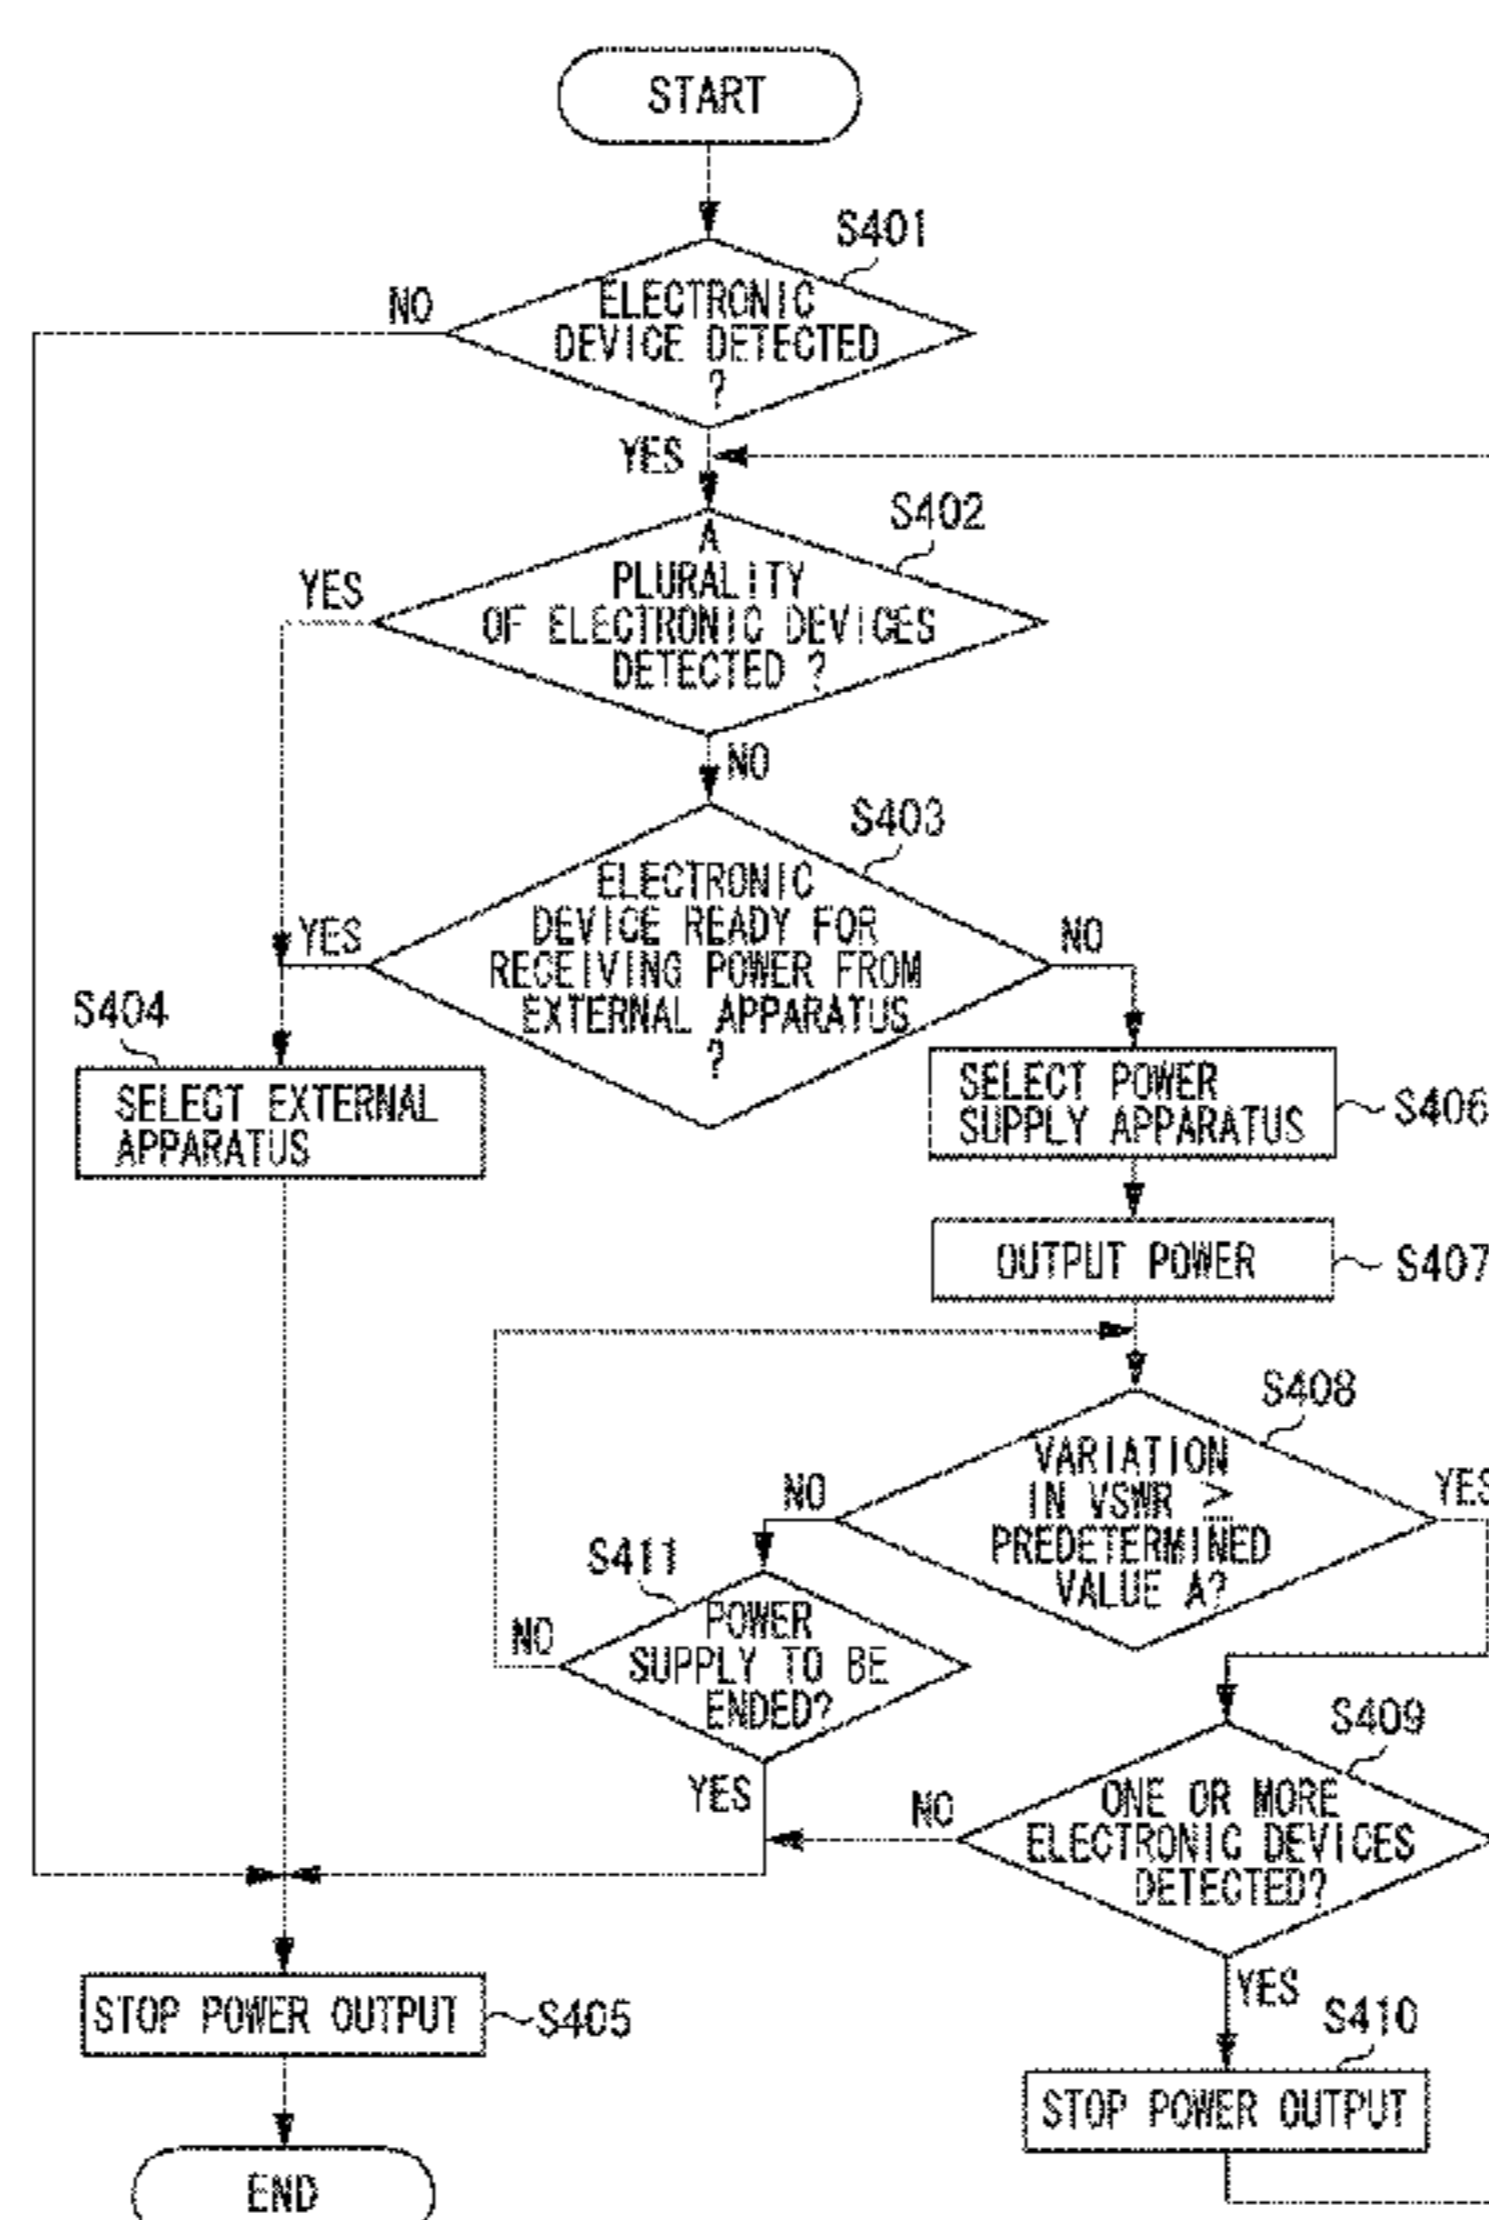 START
S401
ELECTRONIC
DEVICE DETECTED
?
NO
YES
S402
A
PLURALITY
OF ELECTRONIC DEVICES
DETECTED ?
YES
NO
S403
ELECTRONIC
DEVICE READY FOR
RECEIVING POWER FROM
EXTERNAL APPARATUS
?
YES
NO
S404
SELECT EXTERNAL
APPARATUS
SELECT POWER
SUPPLY APPARATUS
S406
OUTPUT POWER
S407
S408
VARIATION
IN VSWR ≥
PREDETERMINED
VALUE A?
NO
YES
S411
POWER
SUPPLY TO BE
ENDED?
NO
YES
S409
ONE OR MORE
ELECTRONIC DEVICES
DETECTED?
NO
YES
STOP POWER OUTPUT
S405
S410
STOP POWER OUTPUT
END